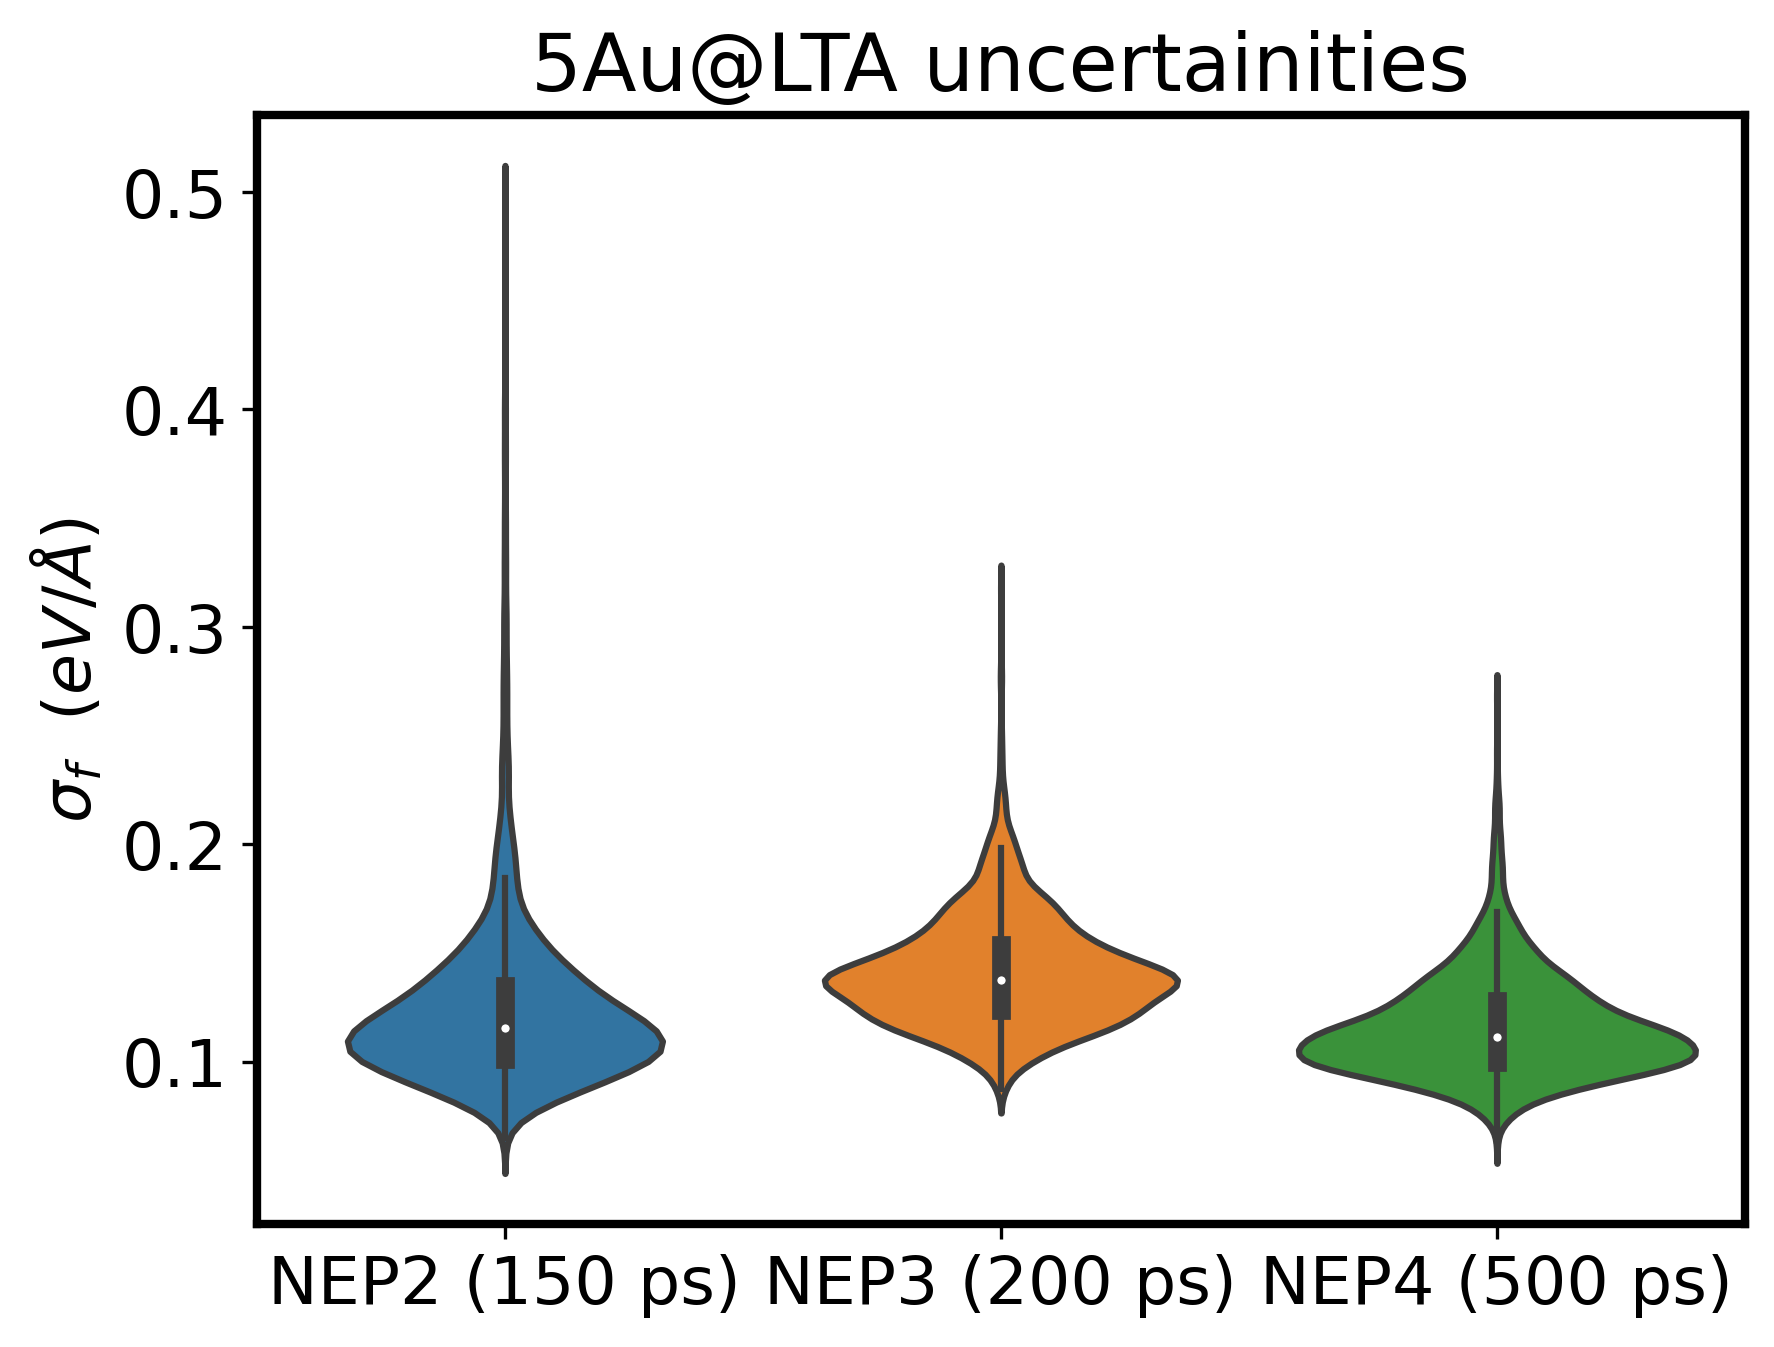 5Au@LTA uncertainities
σf (eV/Å)
0.5
0.4
0.3
0.2
0.1
NEP2 (150 ps) NEP3 (200 ps) NEP4 (500 ps)